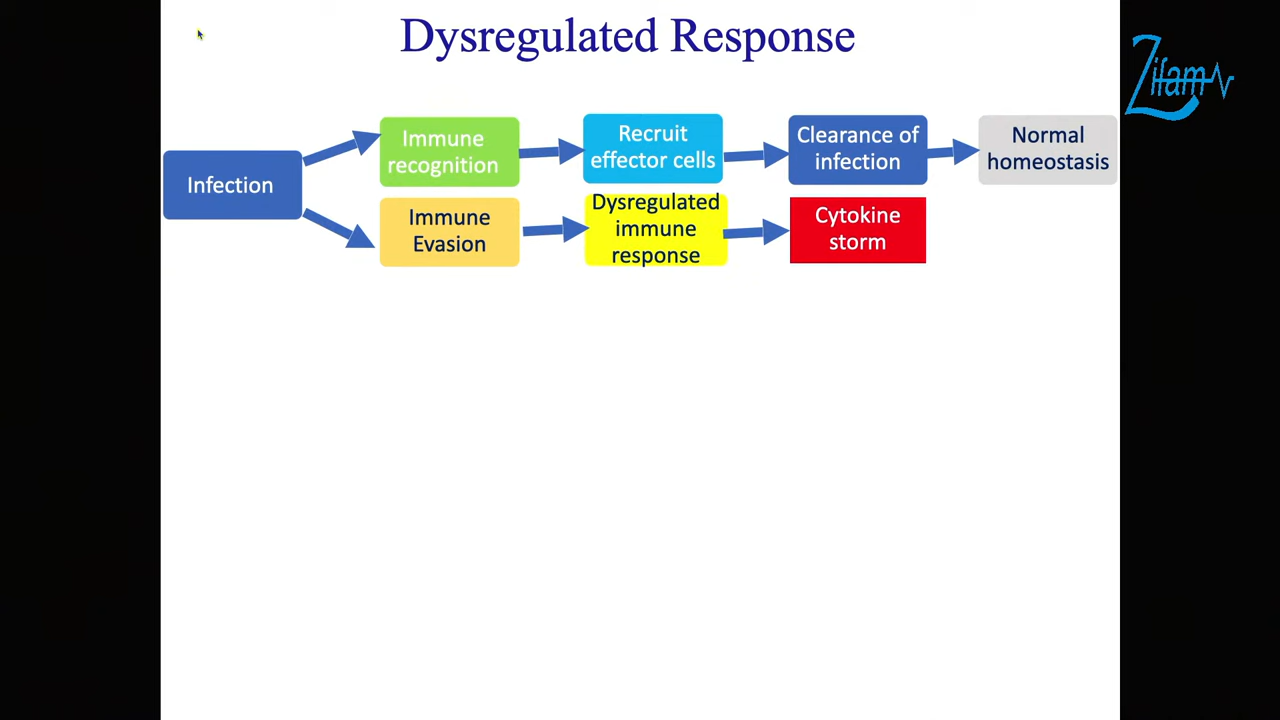 Dysregulated Response
Zifam
Infection
Immune
recognition
Recruit
effector cells
Clearance of
infection
Normal
homeostasis
Immune
Evasion
Dysregulated
immune
response
Cytokine
storm